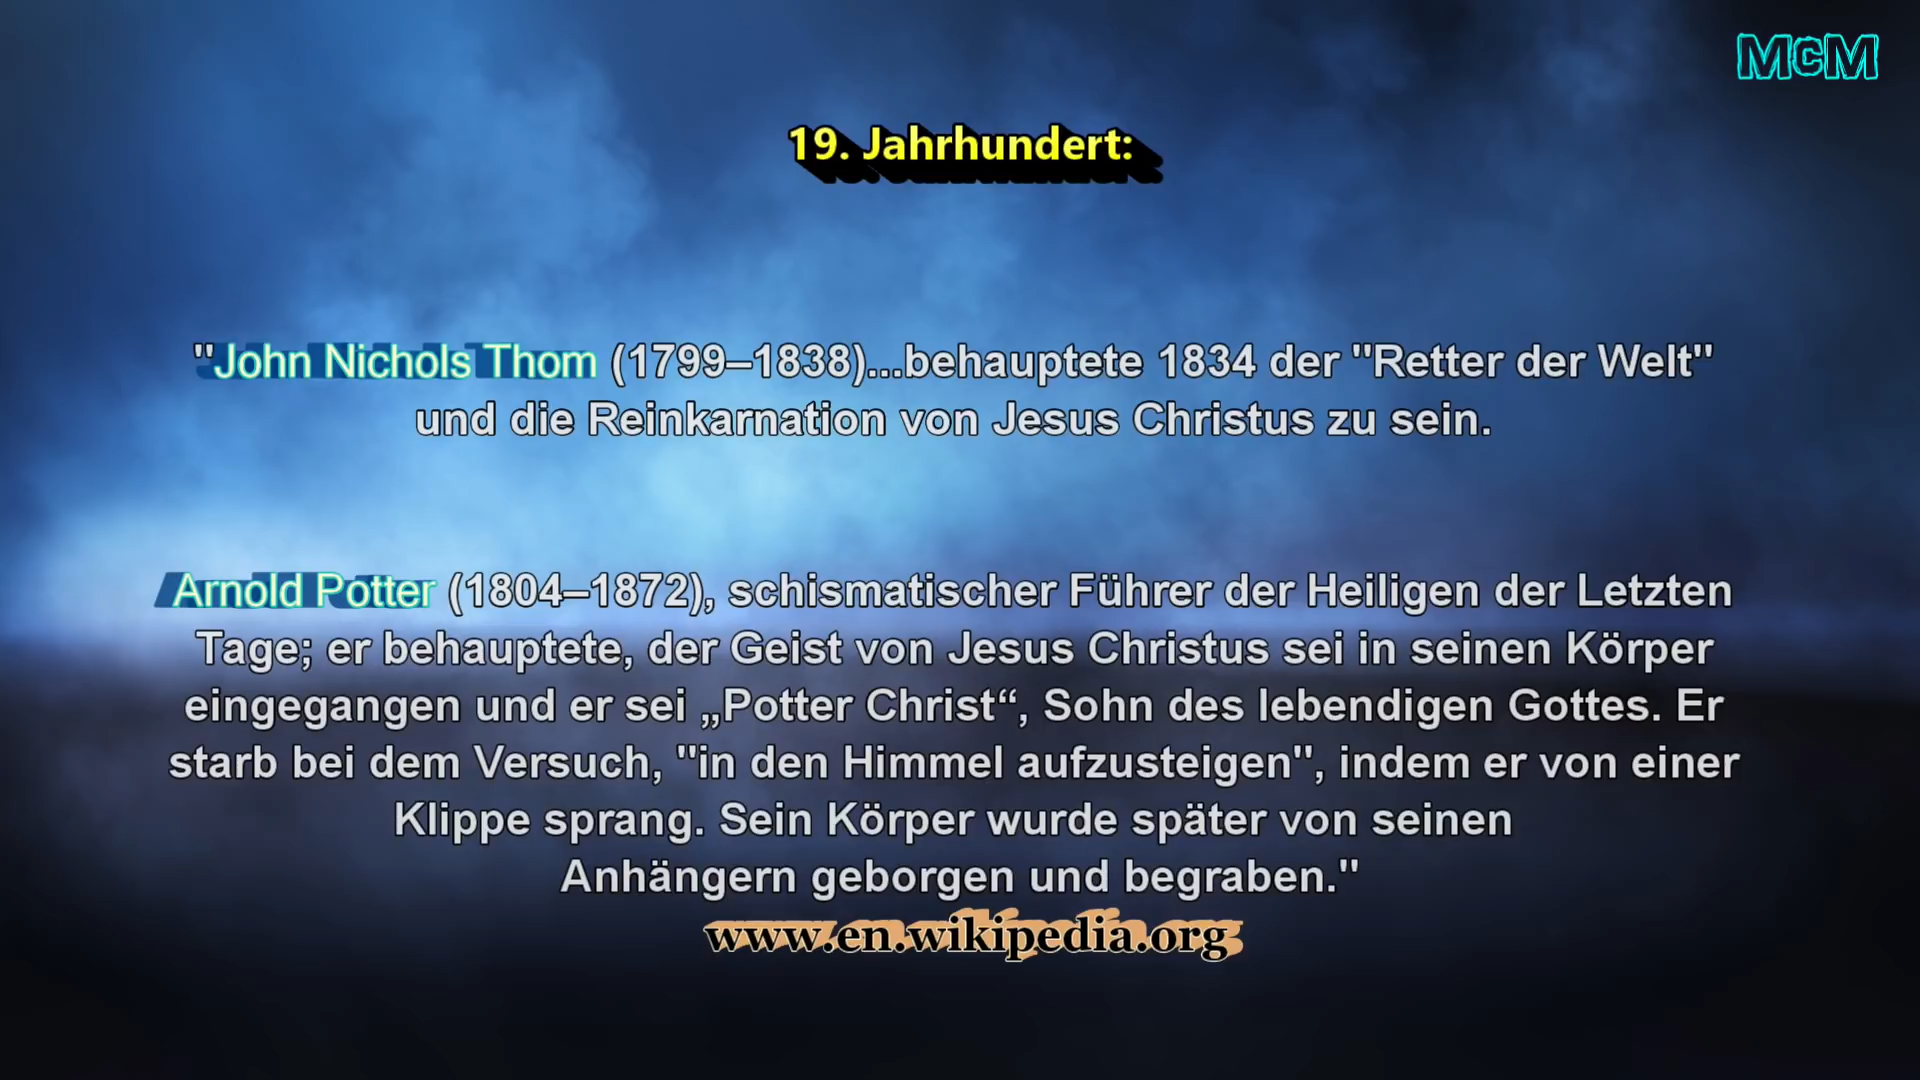 McM
19. Jahrhundert:
"John Nichols Thom (1799–1838)...behauptete 1834 der "Retter der Welt"
und die Reinkarnation von Jesus Christus zu sein.
Arnold Potter (1804–1872), schismatischer Führer der Heiligen der Letzten
Tage; er behauptete, der Geist von Jesus Christus sei in seinen Körper
eingegangen und er sei „Potter Christ“, Sohn des lebendigen Gottes. Er
starb bei dem Versuch, "in den Himmel aufzusteigen", indem er von einer
Klippe sprang. Sein Körper wurde später von seinen
Anhängern geborgen und begraben."
www.en.wikipedia.org